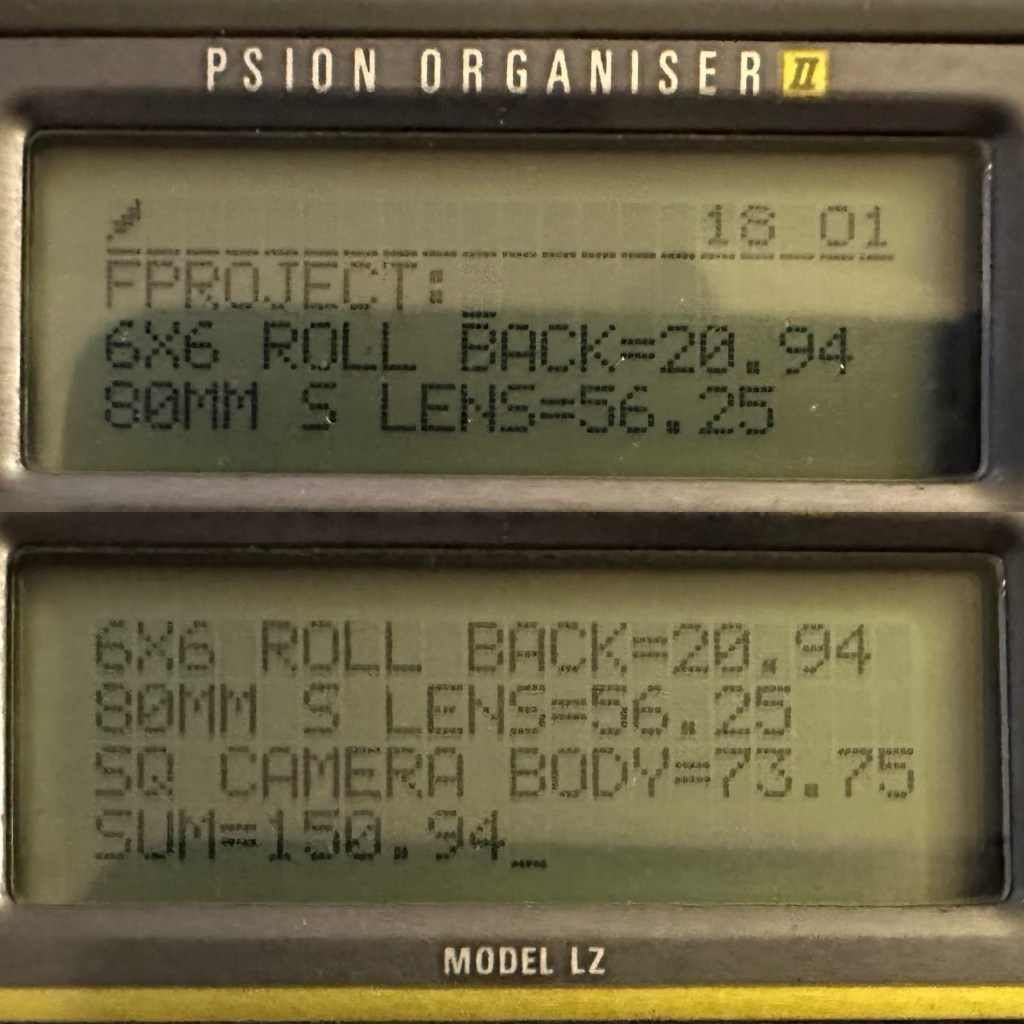 PSION ORGANISER II
18 01
FPROJECT:
6X6 ROLL BACK=20.94
80MM S LENS=56.25
6X6 ROLL BACK=20.94
80MM S LENS=56.25
SQ CAMERA BODY=73.75
SUM=150.94_
MODEL LZ